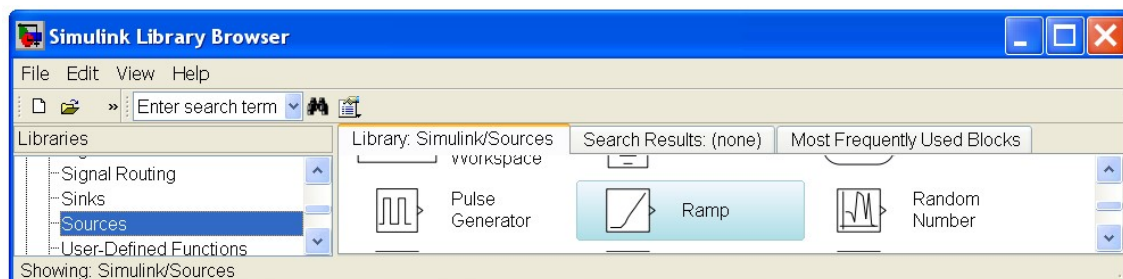 Simulink Library Browser
File Edit View Help
» Enter search term
Libraries
Library: Simulink/Sources Search Results: (none) Most Frequently Used Blocks
Workspace
Signal Routing
Sinks
Pulse Generator
Ramp
Random Number
Sources
User-Defined Functions
Showing: Simulink/Sources